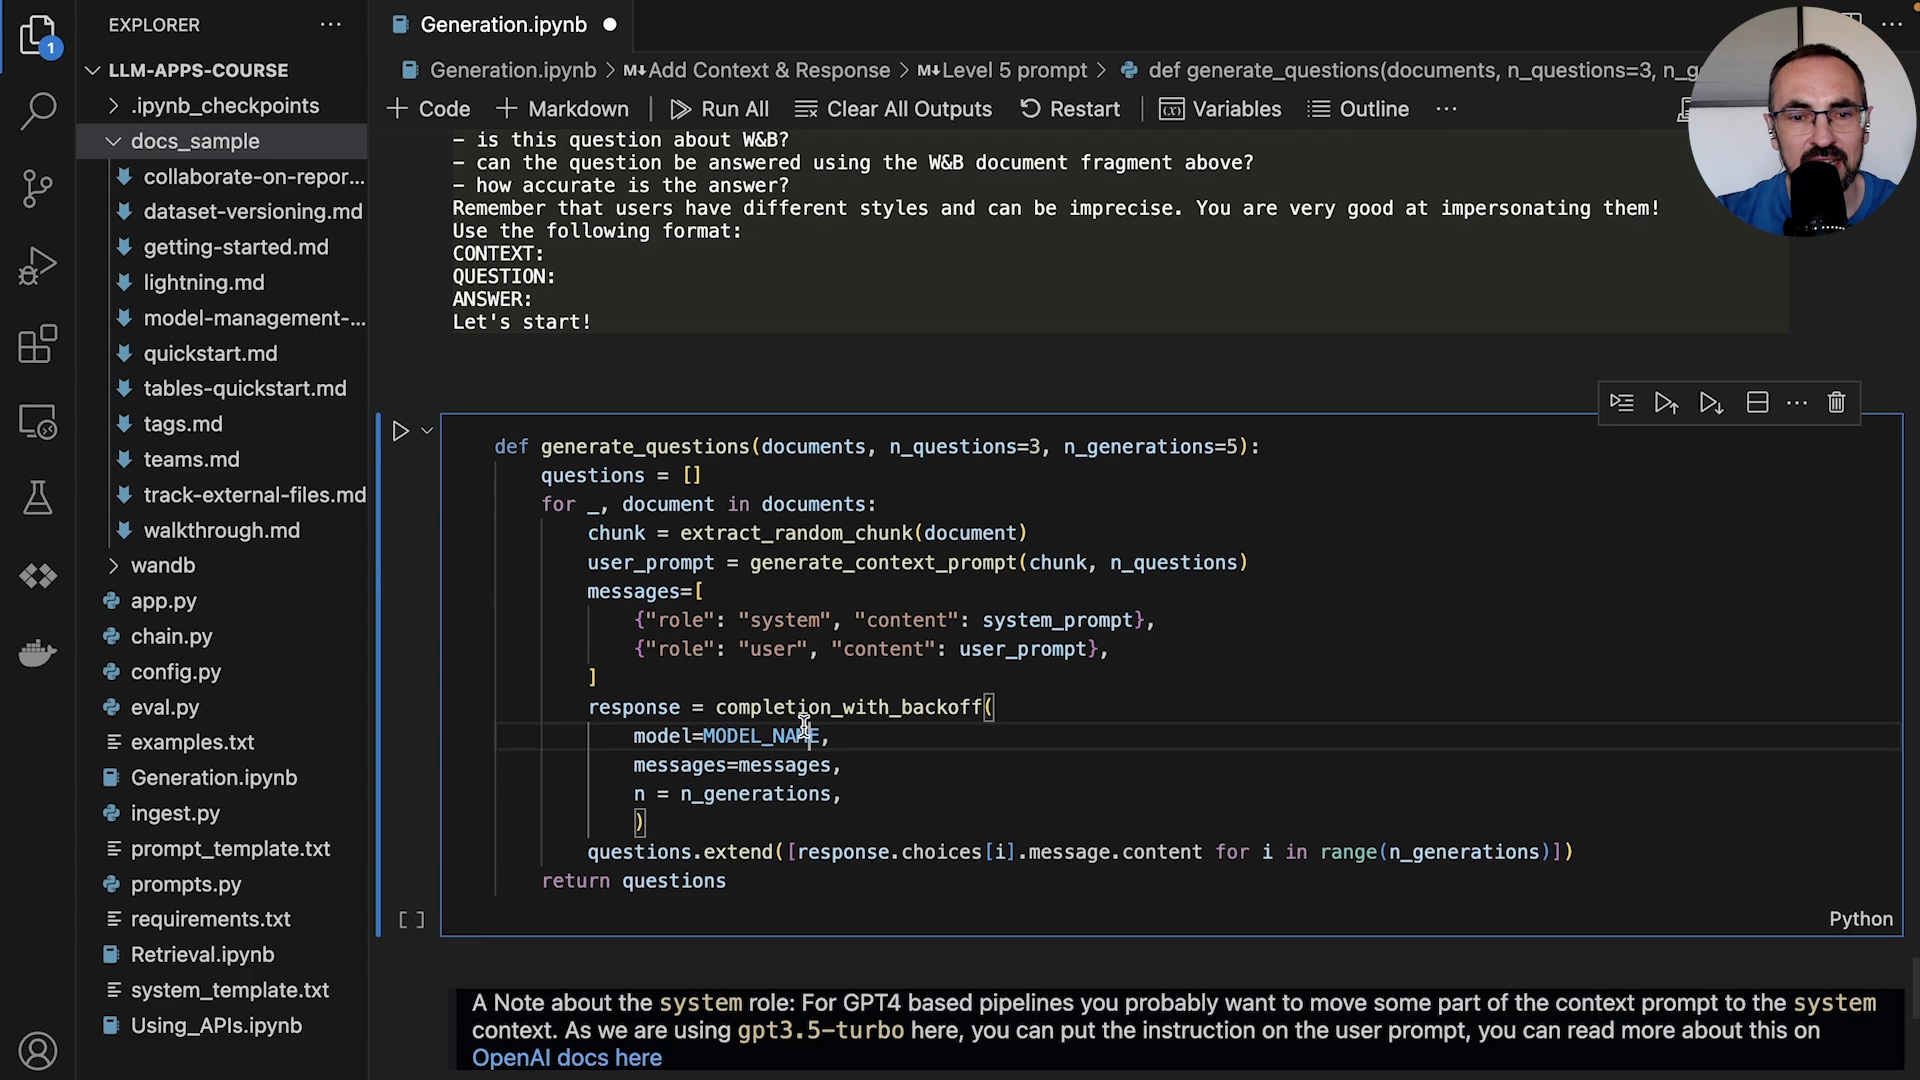 EXPLORER
Generation.ipynb
1
LLM-APPS-COURSE
Generation.ipynb > M↓Add Context & Response > M↓Level 5 prompt > def generate_questions(documents, n_questions=3, n_g
.ipynb_checkpoints
+ Code + Markdown | Run All Clear All Outputs Restart | Variables Outline ...
docs_sample
- is this question about W&B?
- can the question be answered using the W&B document fragment above?
- how accurate is the answer?
Remember that users have different styles and can be imprecise. You are very good at impersonating them!
Use the following format:
CONTEXT:
QUESTION:
ANSWER:
Let's start!
collaborate-on-repor...
dataset-versioning.md
getting-started.md
lightning.md
model-management-...
quickstart.md
tables-quickstart.md
tags.md
teams.md
track-external-files.md
walkthrough.md
wandb
app.py
chain.py
config.py
eval.py
examples.txt
Generation.ipynb
ingest.py
prompt_template.txt
prompts.py
requirements.txt
Retrieval.ipynb
system_template.txt
Using_APIs.ipynb
def generate_questions(documents, n_questions=3, n_generations=5):
questions = []
for _, document in documents:
chunk = extract_random_chunk(document)
user_prompt = generate_context_prompt(chunk, n_questions)
messages=[
{"role": "system", "content": system_prompt},
{"role": "user", "content": user_prompt},
]
response = completion_with_backoff(
model=MODEL_NAME,
messages=messages,
n = n_generations,
)
questions.extend([response.choices[i].message.content for i in range(n_generations)])
return questions
[ ]
Python
A Note about the system role: For GPT4 based pipelines you probably want to move some part of the context prompt to the system
context. As we are using gpt3.5-turbo here, you can put the instruction on the user prompt, you can read more about this on
OpenAI docs here